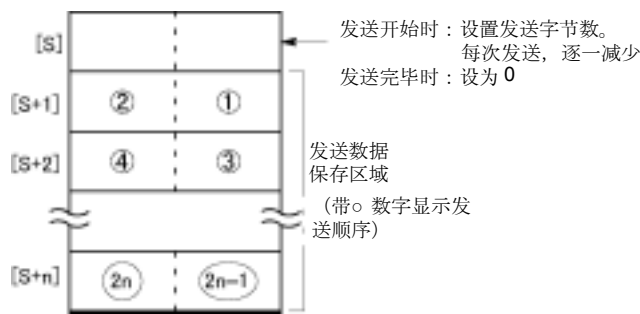 [S]
发送开始时：设置发送字节数。
每次发送，逐一减少
发送完毕时：设为 0
[S+1] ② ①
[S+2] ④ ③
发送数据
保存区域
（带○ 数字显示发
送顺序）
[S+n] 2n 2n-1